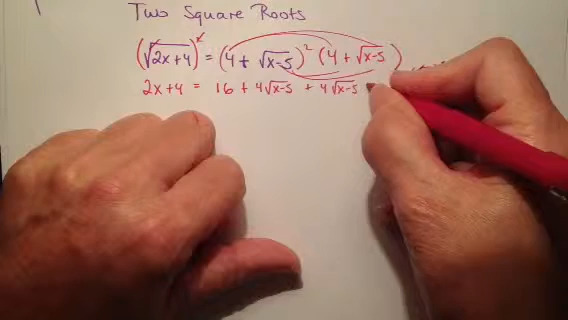 Two Square Roots
(√2x+4)² = (4 + √x-5)² (4 + √x-5)
2x+4 = 16 + 4√x-5 + 4√x-5